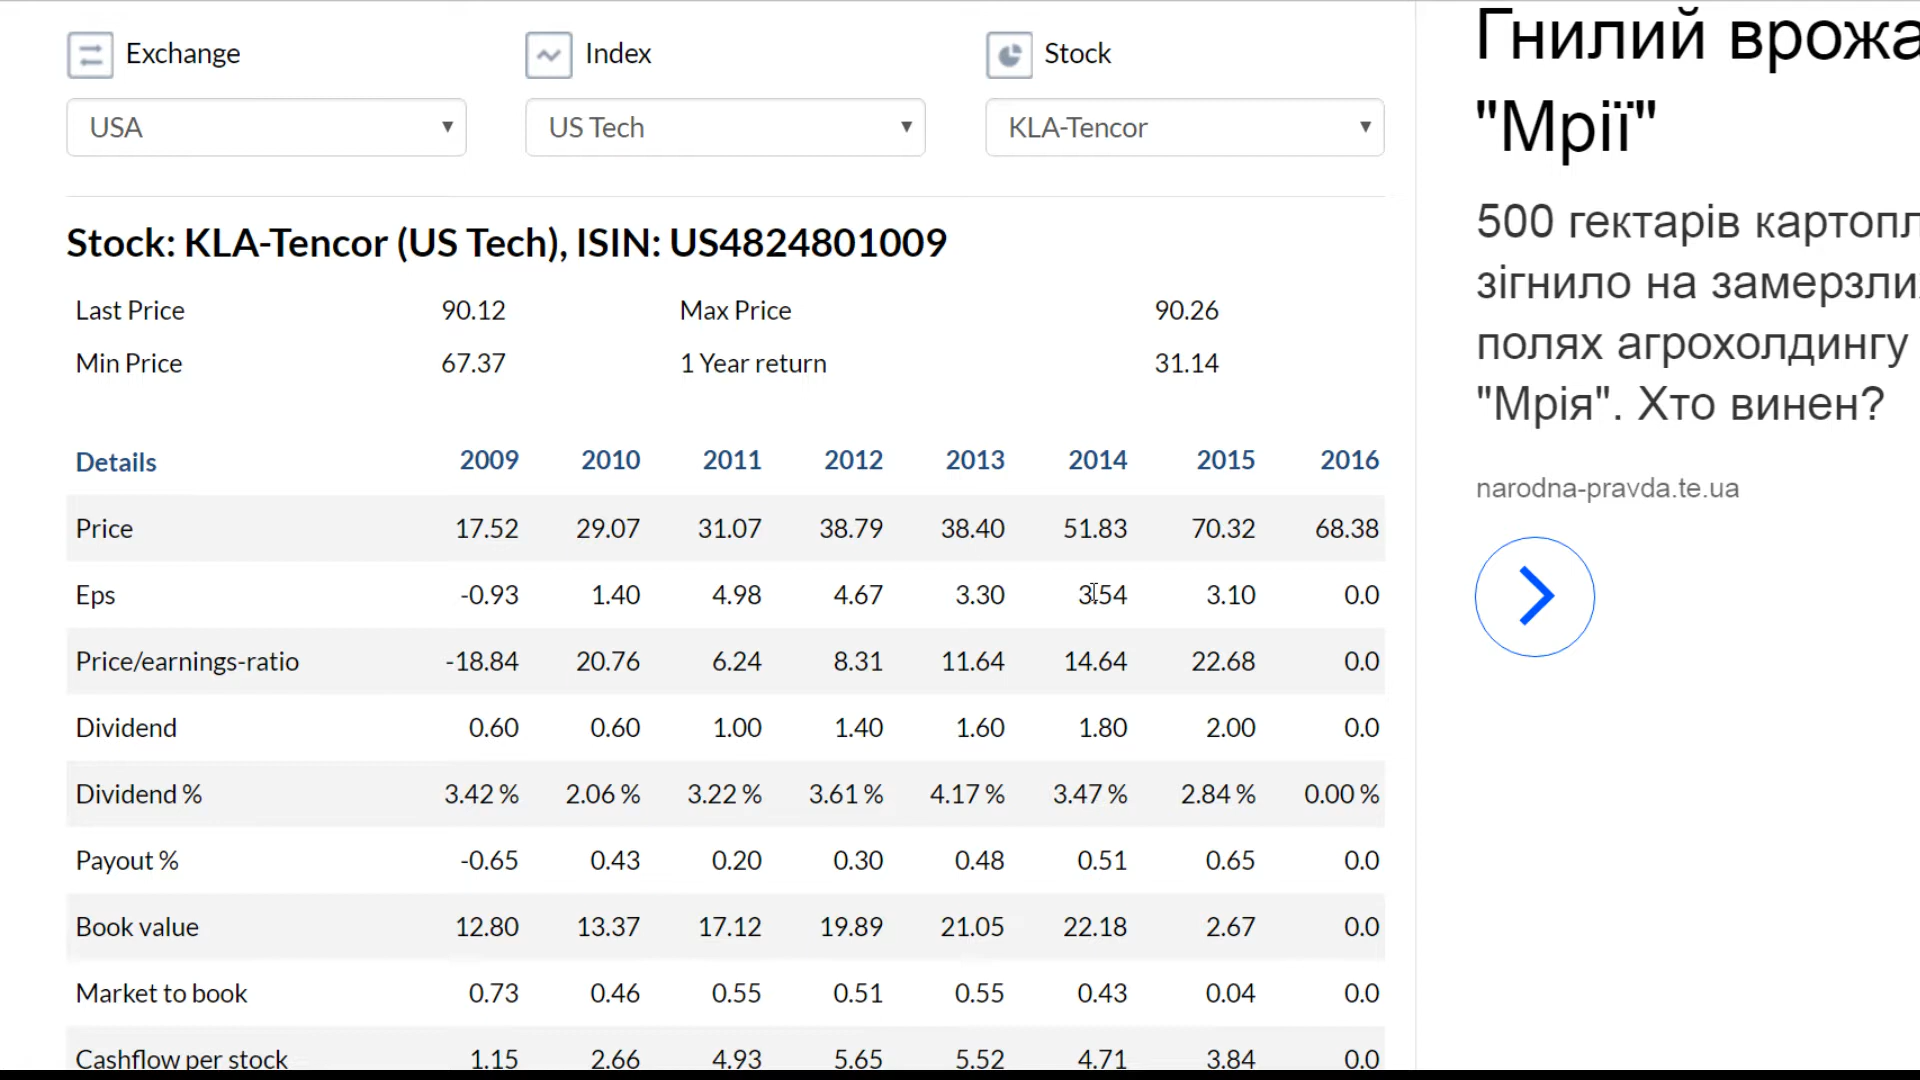 Exchange Index Stock
USA US Tech KLA-Tencor
Stock: KLA-Tencor (US Tech), ISIN: US4824801009
Last Price 90.12 Max Price 90.26
Min Price 67.37 1 Year return 31.14
Details 2009 2010 2011 2012 2013 2014 2015 2016
Price 17.52 29.07 31.07 38.79 38.40 51.83 70.32 68.38
Eps -0.93 1.40 4.98 4.67 3.30 3.54 3.10 0.0
Price/earnings-ratio -18.84 20.76 6.24 8.31 11.64 14.64 22.68 0.0
Dividend 0.60 0.60 1.00 1.40 1.60 1.80 2.00 0.0
Dividend % 3.42 % 2.06 % 3.22 % 3.61 % 4.17 % 3.47 % 2.84 % 0.00 %
Payout % -0.65 0.43 0.20 0.30 0.48 0.51 0.65 0.0
Book value 12.80 13.37 17.12 19.89 21.05 22.18 2.67 0.0
Market to book 0.73 0.46 0.55 0.51 0.55 0.43 0.04 0.0
Cashflow per stock 1.15 2.66 4.93 5.65 5.52 4.71 3.84 0.0
Гнилий
"Мрії"
500 гектарів
зігнило на
полях агрохолдингу
"Мрія". Хто винен?
narodna-pravda.te.ua